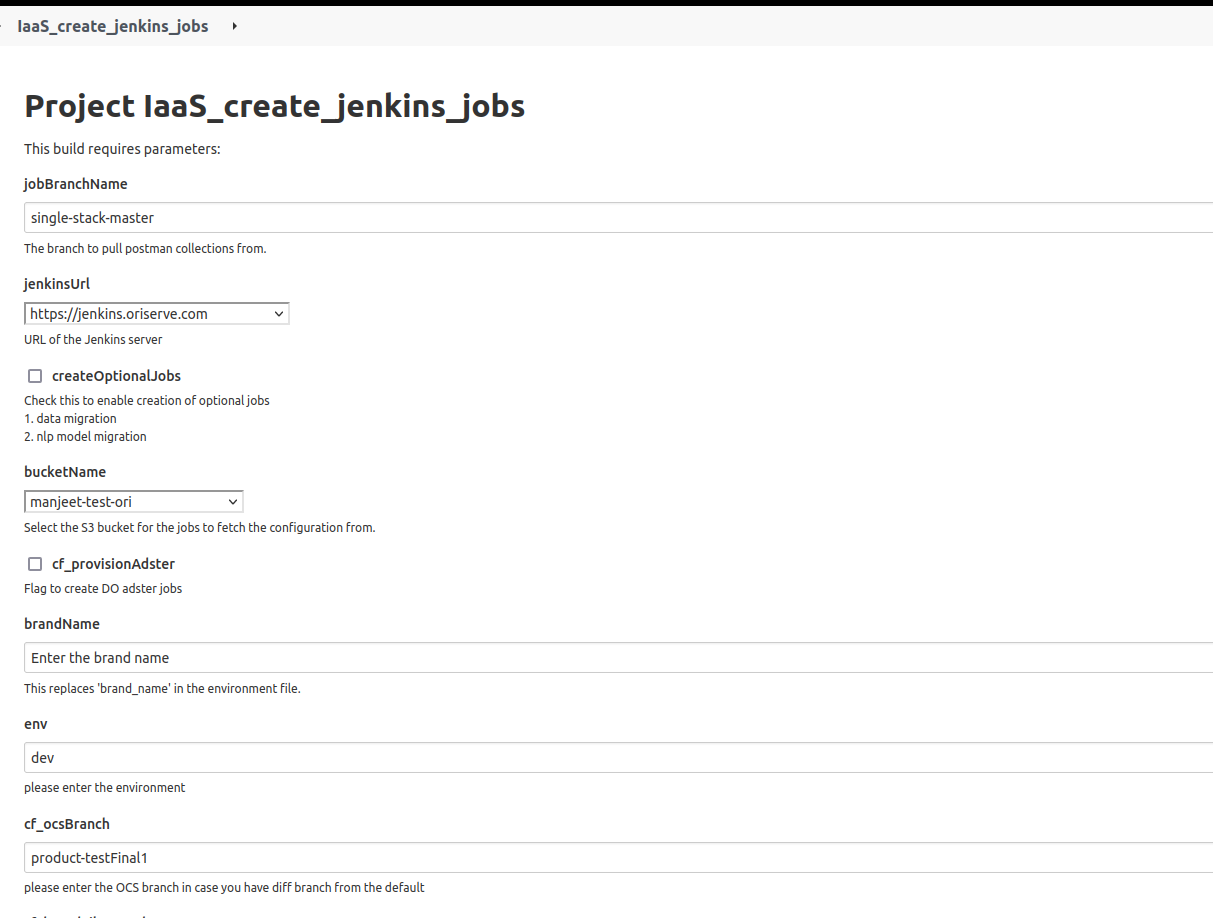 IaaS_create_jenkins_jobs
Project IaaS_create_jenkins_jobs
This build requires parameters:
jobBranchName
single-stack-master
The branch to pull postman collections from.
jenkinsUrl
https://jenkins.oriserve.com
URL of the Jenkins server
createOptionalJobs
Check this to enable creation of optional jobs
1. data migration
2. nlp model migration
bucketName
manjeet-test-ori
Select the S3 bucket for the jobs to fetch the configuration from.
cf_provisionAdster
Flag to create DO adster jobs
brandName
Enter the brand name
This replaces 'brand_name' in the environment file.
env
dev
please enter the environment
cf_ocsBranch
product-testFinal1
please enter the OCS branch in case you have diff branch from the default